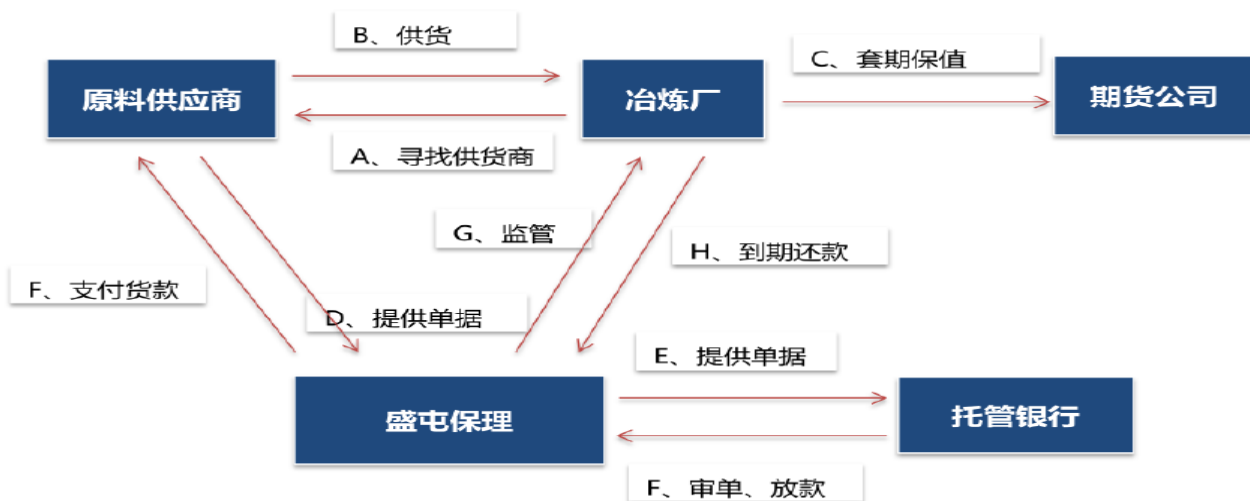 B、供货
C、套期保值
原料供应商
冶炼厂
期货公司
A、寻找供货商
G、监管
H、到期还款
F、支付货款
D、提供单据
E、提供单据
盛屯保理
托管银行
F、审单、放款